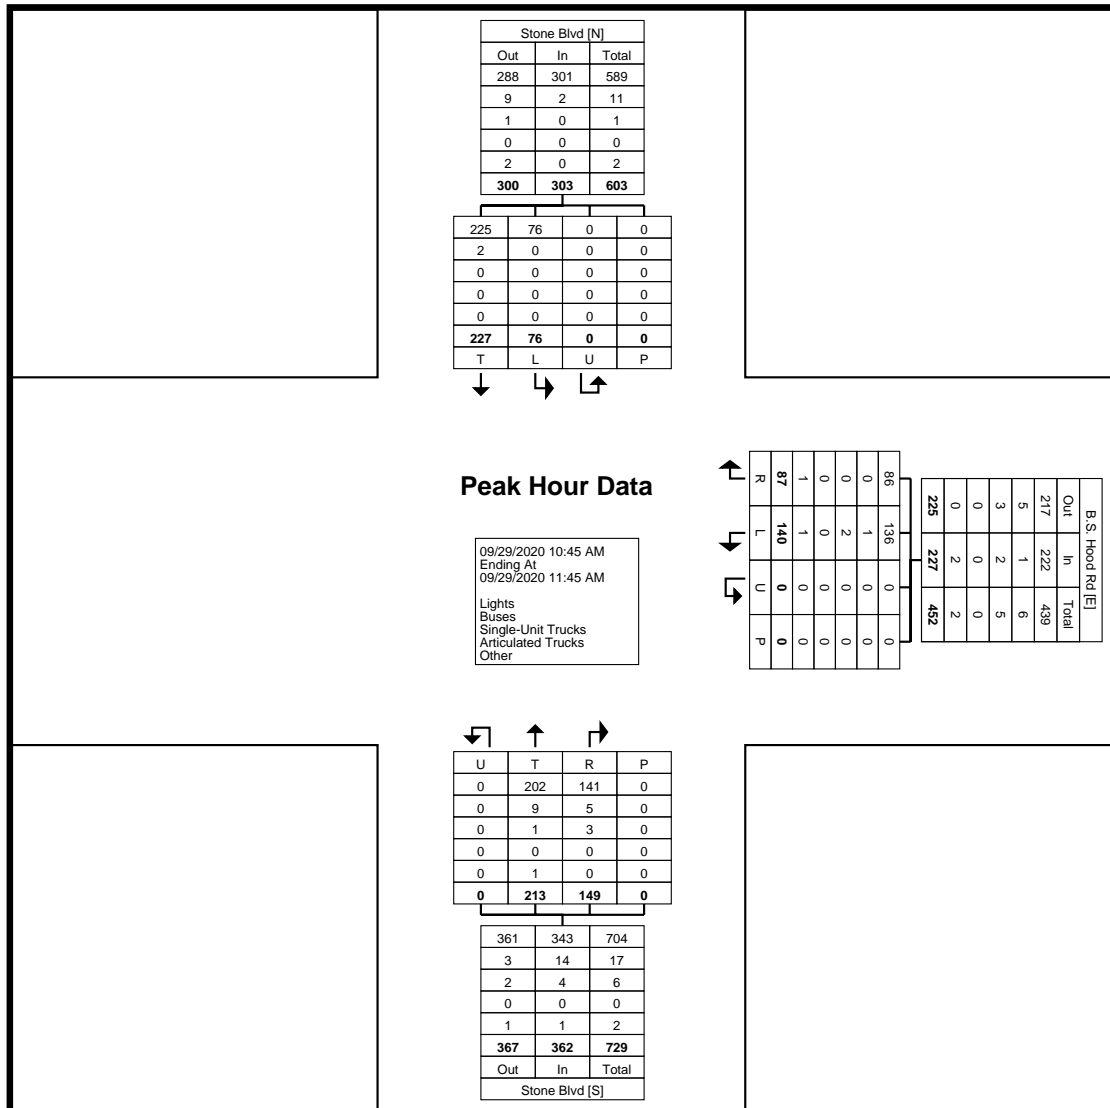 Stone Blvd [N]
Out In Total
288 301 589
9 2 11
1 0 1
0 0 0
2 0 2
300 303 603
225 76 0 0
2 0 0 0
0 0 0 0
0 0 0 0
0 0 0 0
227 76 0 0
T L U P
Peak Hour Data
09/29/2020 10:45 AM
Ending At
09/29/2020 11:45 AM
Lights
Buses
Single-Unit Trucks
Articulated Trucks
Other
B.S. Hood Rd [E]
Out In Total
217 222 439
5 1 6
3 2 5
0 0 0
0 2 2
225 227 452
86 136 0 0
0 1 0 0
0 2 0 0
0 0 0 0
1 1 0 0
87 140 0 0
R L U P
U T R P
0 202 141 0
0 9 5 0
0 1 3 0
0 0 0 0
0 1 0 0
0 213 149 0
361 343 704
3 14 17
2 4 6
0 0 0
1 1 2
367 362 729
Out In Total
Stone Blvd [S]